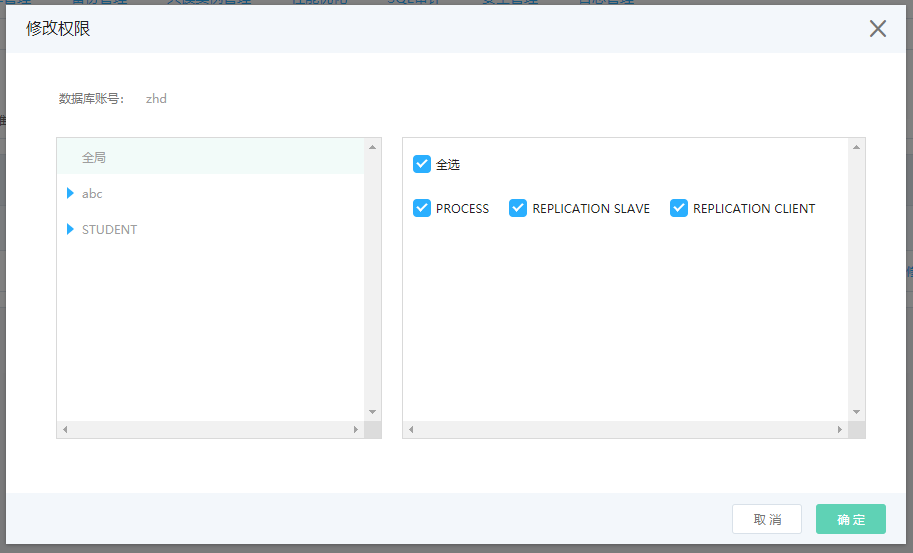 修改权限
数据库账号： zhd
全局
abc
STUDENT
全选
PROCESS REPLICATION SLAVE REPLICATION CLIENT
取 消 确 定